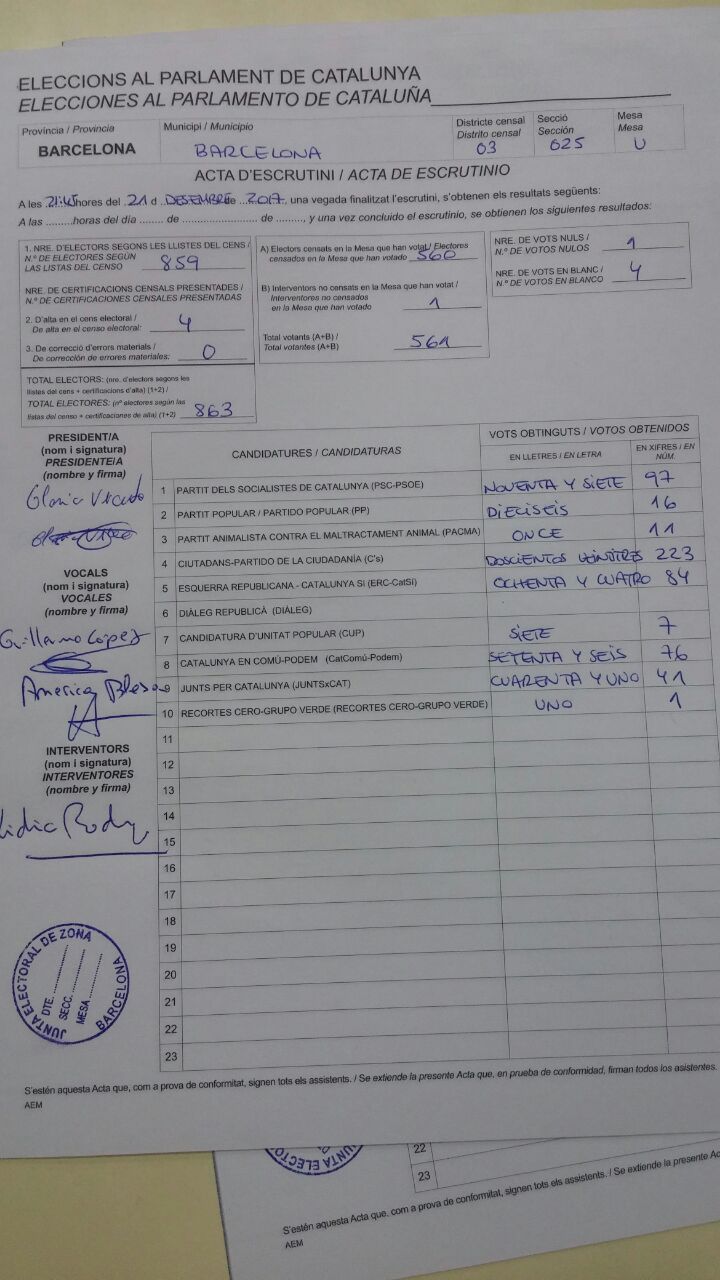 ELECCIONS AL PARLAMENT DE CATALUNYA
ELECCIONES AL PARLAMENTO DE CATALUÑA
Província / Provincia
BARCELONA
Municipi / Municipio
BARCELONA
Districte censal
Distrito censal
03
Secció
Sección
025
Mesa
Mesa
U
ACTA D'ESCRUTINI / ACTA DE ESCRUTINIO
A les 21:45 hores del 21 d DESEMBRE de 2017, una vegada finalitzat l'escrutini, s'obtenen els resultats següents:
A las .........horas del día ........ de ........................ de ........., y una vez concluido el escrutinio, se obtienen los siguientes resultados:
1. NRE. D'ELECTORS SEGONS LES LLISTES DEL CENS /
N.º DE ELECTORES SEGÚN
LAS LISTAS DEL CENSO 859
NRE. DE CERTIFICACIONS CENSALS PRESENTADES /
N.º DE CERTIFICACIONES CENSALES PRESENTADAS
2. D'alta en el cens electoral /
De alta en el censo electoral: 4
3. De correcció d'errors materials /
De corrección de errores materiales: 0
TOTAL ELECTORS: (nre. d'electors segons les
llistes del cens + certificacions d'alta) (1+2) /
TOTAL ELECTORES: (nº electores según las
listas del censo + certificaciones de alta) (1+2) 863
A) Electors censats en la Mesa que han votat / Electores
censados en la Mesa que han votado 560
B) Interventors no censats en la Mesa que han votat /
Interventores no censados
en la Mesa que han votado 1
Total votants (A+B) /
Total votantes (A+B) 561
NRE. DE VOTS NULS /
N.º DE VOTOS NULOS 1
NRE. DE VOTS EN BLANC /
N.º DE VOTOS EN BLANCO 4
PRESIDENT/A
(nom i signatura)
PRESIDENTE/A
(nombre y firma)
Gloria
VOCALS
(nom i signatura)
VOCALES
(nombre y firma)
Guillermo López
America Blesa
INTERVENTORS
(nom i signatura)
INTERVENTORES
(nombre y firma)
CANDIDATURES / CANDIDATURAS
VOTS OBTINGUTS / VOTOS OBTENIDOS
EN LLETRES / EN LETRA
EN XIFRES / EN NÚM.
1 PARTIT DELS SOCIALISTES DE CATALUNYA (PSC-PSOE) NOVENTA Y SIETE 97
2 PARTIT POPULAR / PARTIDO POPULAR (PP) DIECISEIS 16
3 PARTIT ANIMALISTA CONTRA EL MALTRACTAMENT ANIMAL (PACMA) ONCE 11
4 CIUTADANS-PARTIDO DE LA CIUDADANÍA (C's) DOSCIENTOS VEINTITRES 223
5 ESQUERRA REPUBLICANA - CATALUNYA SÍ (ERC-CatSí) OCHENTA Y CUATRO 84
6 DIÀLEG REPUBLICÀ (DIÀLEG)
7 CANDIDATURA D'UNITAT POPULAR (CUP) SIETE 7
8 CATALUNYA EN COMÚ-PODEM (CatComú-Podem) SETENTA Y SEIS 76
9 JUNTS PER CATALUNYA (JUNTSxCAT) CUARENTA Y UNO 41
10 RECORTES CERO-GRUPO VERDE (RECORTES CERO-GRUPO VERDE) UNO 1
11
12
13
14
15
16
17
18
19
20
21
22
23
JUNTA ELECTORAL DE ZONA
DTE. ............
SECC. ............
MESA ............
BARCELONA
S'estén aquesta Acta que, com a prova de conformitat, signen tots els assistents. / Se extiende la presente Acta que, en prueba de conformidad, firman todos los asistentes.
AEM
JUNTA ELECTO
22
23
S'estén aquesta Acta que, com a prova de conformitat, signen tots els assistents. / Se extiende la presente Ac
AEM